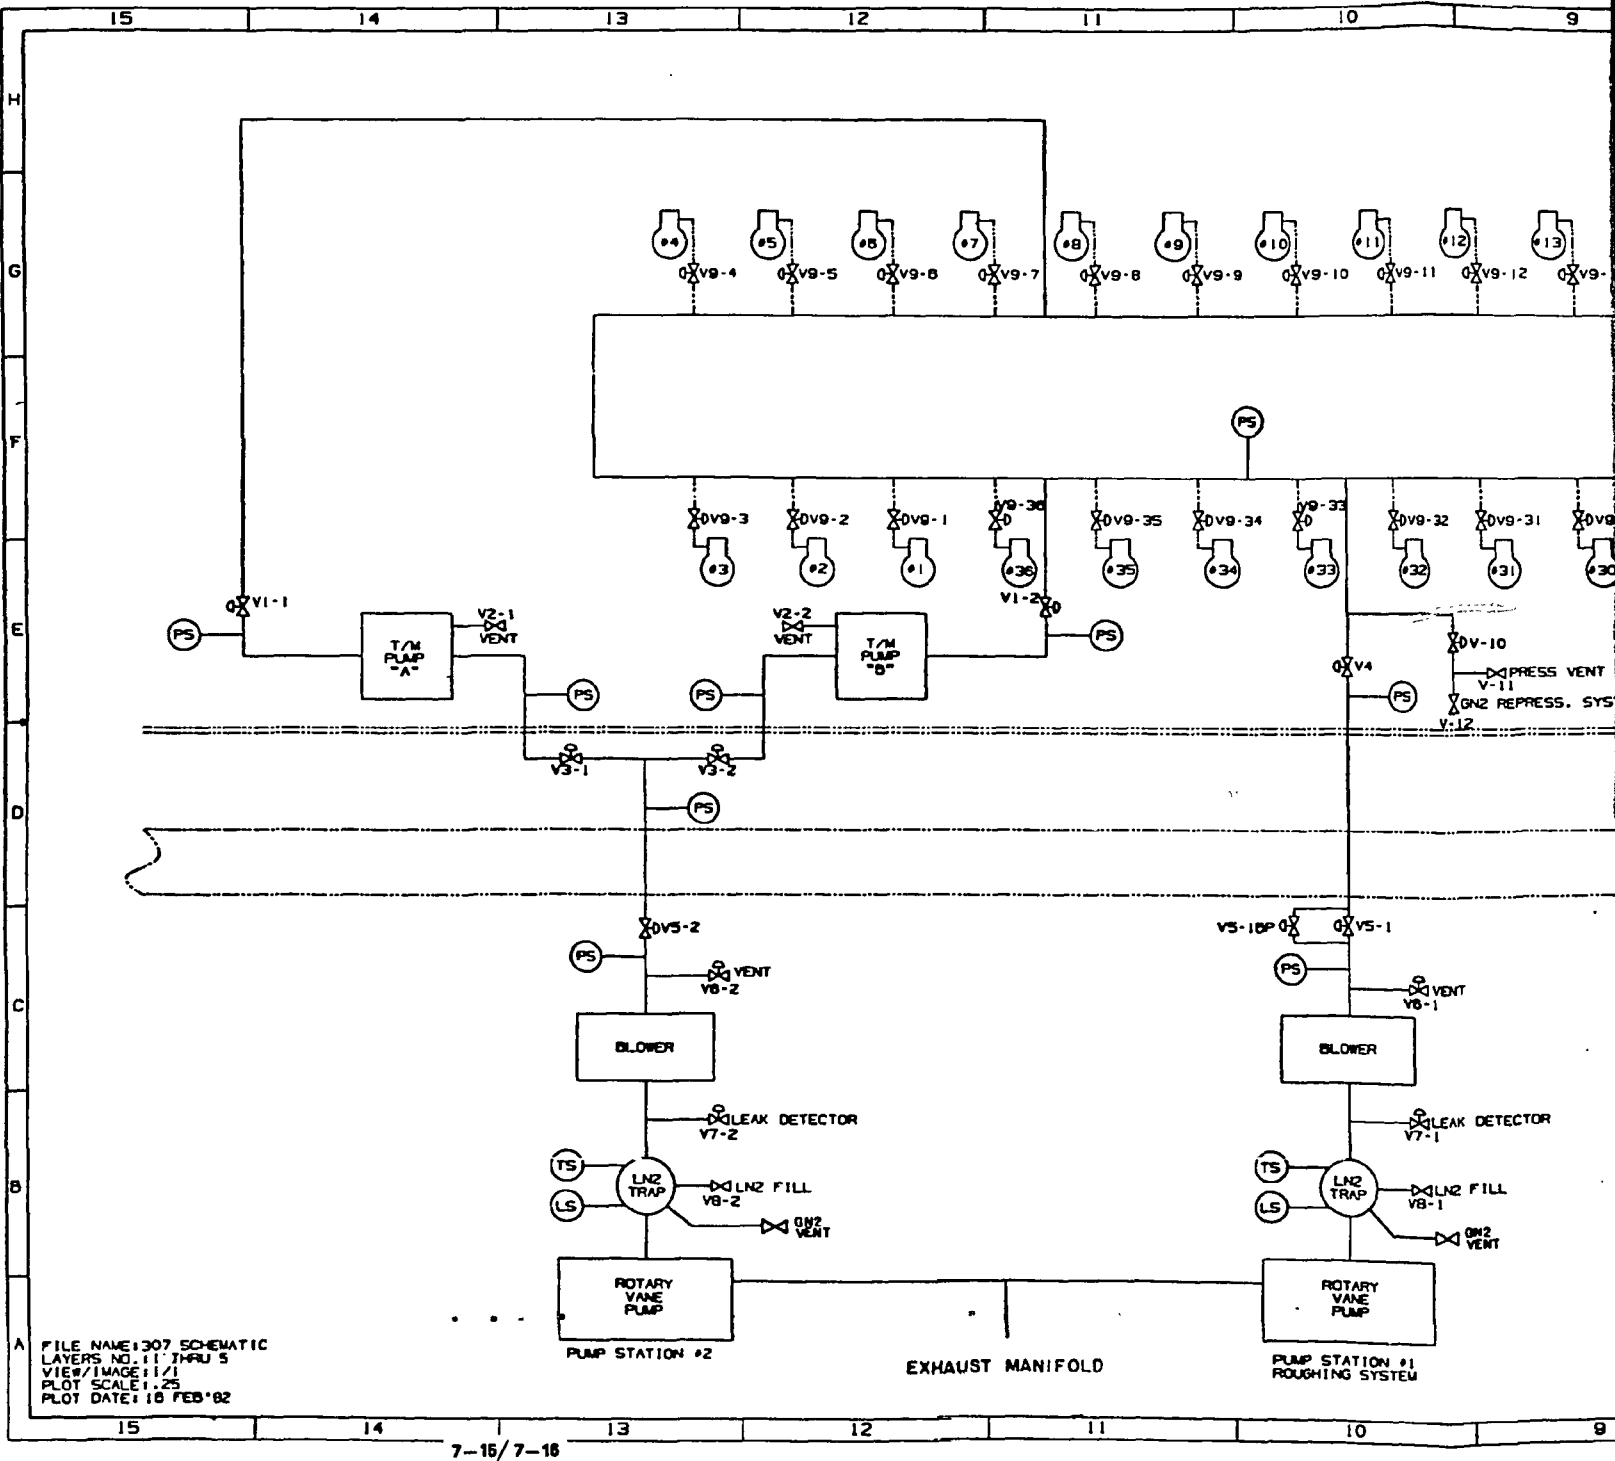 15 14 13 12 11 10 9
H
#4 #5 #6 #7 #8 #9 #10 #11 #12 #13
G
V9-4 V9-5 V9-6 V9-7 V9-8 V9-9 V9-10 V9-11 V9-12 V9-
F
PS
V9-3 V9-2 V9-1 V9-36 V9-35 V9-34 V9-33 V9-32 V9-31 V9
#3 #2 #1 #36 #35 #34 #33 #32 #31 #30
E
V1-1
V2-1
VENT
V2-2
VENT
V1-2
PS
T/M
PUMP
"A"
T/M
PUMP
"B"
PS
V-10
V4
PRESS VENT
V-11
PS
PS
PS
GN2 REPRESS. SYS
V-12
V3-1
V3-2
D
PS
V5-2
V5-1BP
V5-1
PS
PS
VENT
V6-2
VENT
V6-1
C
BLOWER
BLOWER
LEAK DETECTOR
V7-2
LEAK DETECTOR
V7-1
B
TS
LS
LN2
TRAP
LN2 FILL
V8-2
GN2
VENT
TS
LS
LN2
TRAP
LN2 FILL
V8-1
GN2
VENT
ROTARY
VANE
PUMP
ROTARY
VANE
PUMP
A
PUMP STATION #2
EXHAUST MANIFOLD
PUMP STATION #1
ROUGHING SYSTEM
FILE NAME:307 SCHEMATIC
LAYERS NO.:1 THRU 5
VIEW/IMAGE:1/1
PLOT SCALE:.25
PLOT DATE: 18 FEB'82
15 14 13 12 11 10 9
7-15/7-16